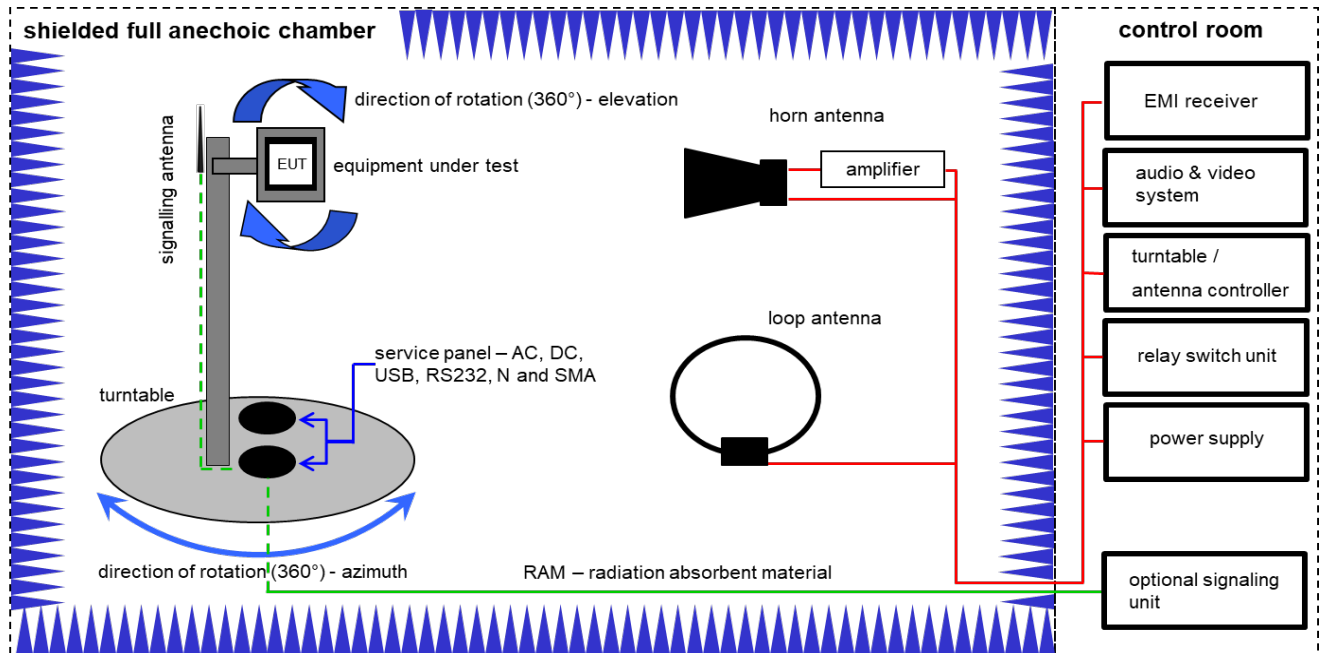 shielded full anechoic chamber
control room
direction of rotation (360°) - elevation
signalling antenna
EUT
equipment under test
horn antenna
amplifier
loop antenna
service panel – AC, DC,
USB, RS232, N and SMA
turntable
direction of rotation (360°) - azimuth
RAM – radiation absorbent material
EMI receiver
audio & video
system
turntable /
antenna controller
relay switch unit
power supply
optional signaling
unit